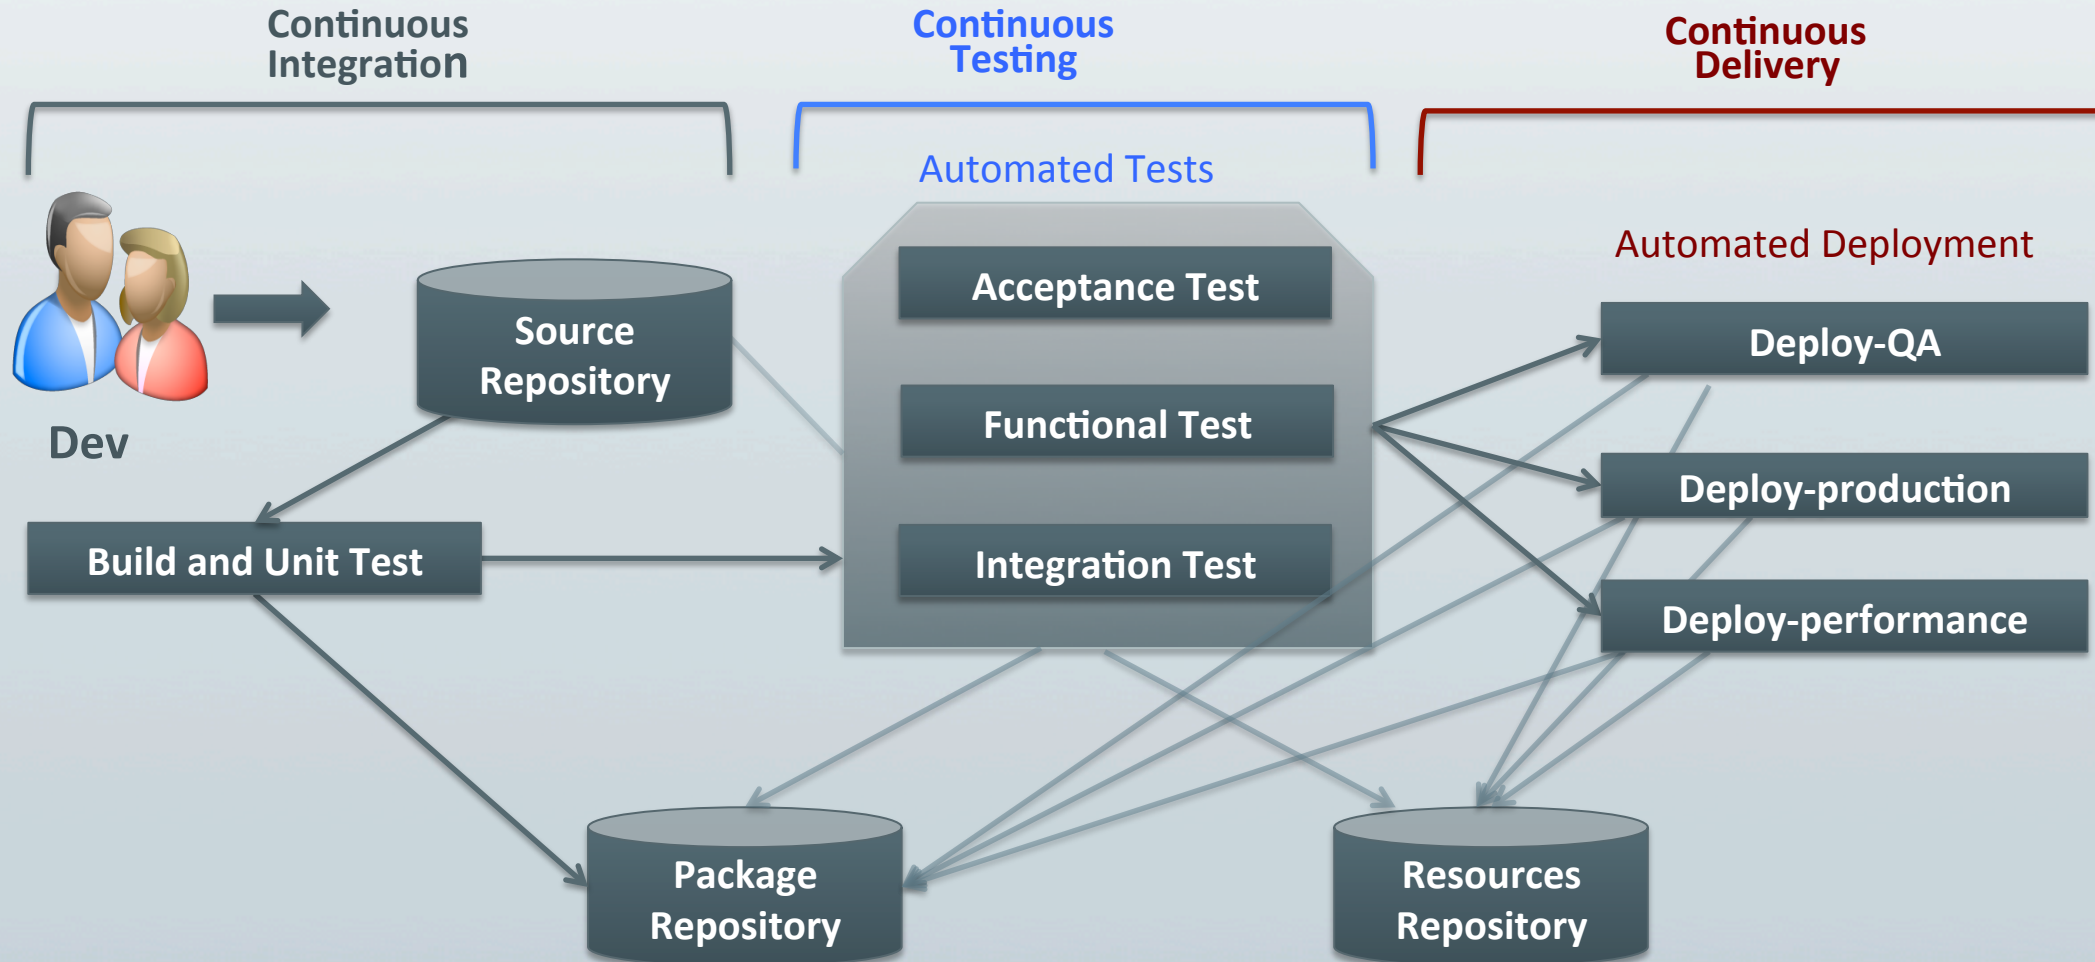 Continuous
Integration
Continuous
Testing
Continuous
Delivery
Automated Tests
Automated Deployment
Acceptance Test
Source
Repository
Deploy-QA
Dev
Functional Test
Deploy-production
Build and Unit Test
Integration Test
Deploy-performance
Package
Repository
Resources
Repository